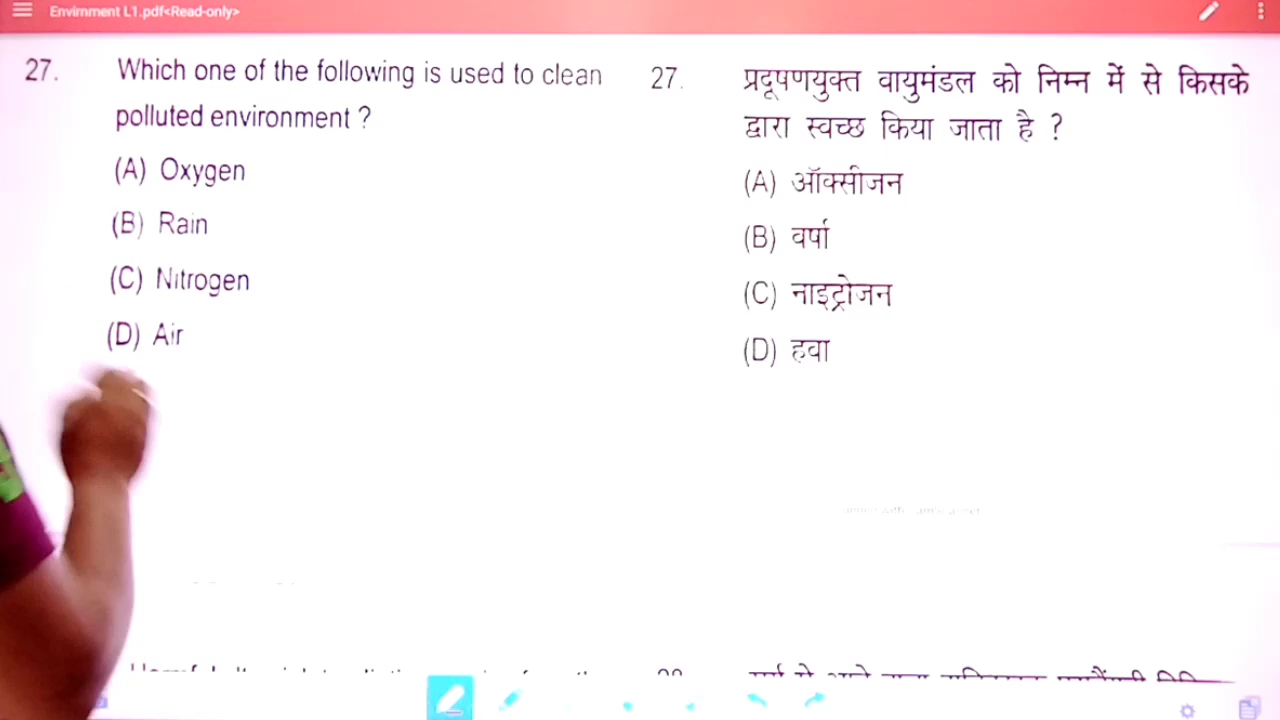 Envirnment L1.pdf<Read-only>
27. Which one of the following is used to clean
polluted environment ?
(A) Oxygen
(B) Rain
(C) Nitrogen
(D) Air
27. प्रदूषणयुक्त वायुमंडल को निम्न में से किसके
द्वारा स्वच्छ किया जाता है ?
(A) ऑक्सीजन
(B) वर्षा
(C) नाइट्रोजन
(D) हवा